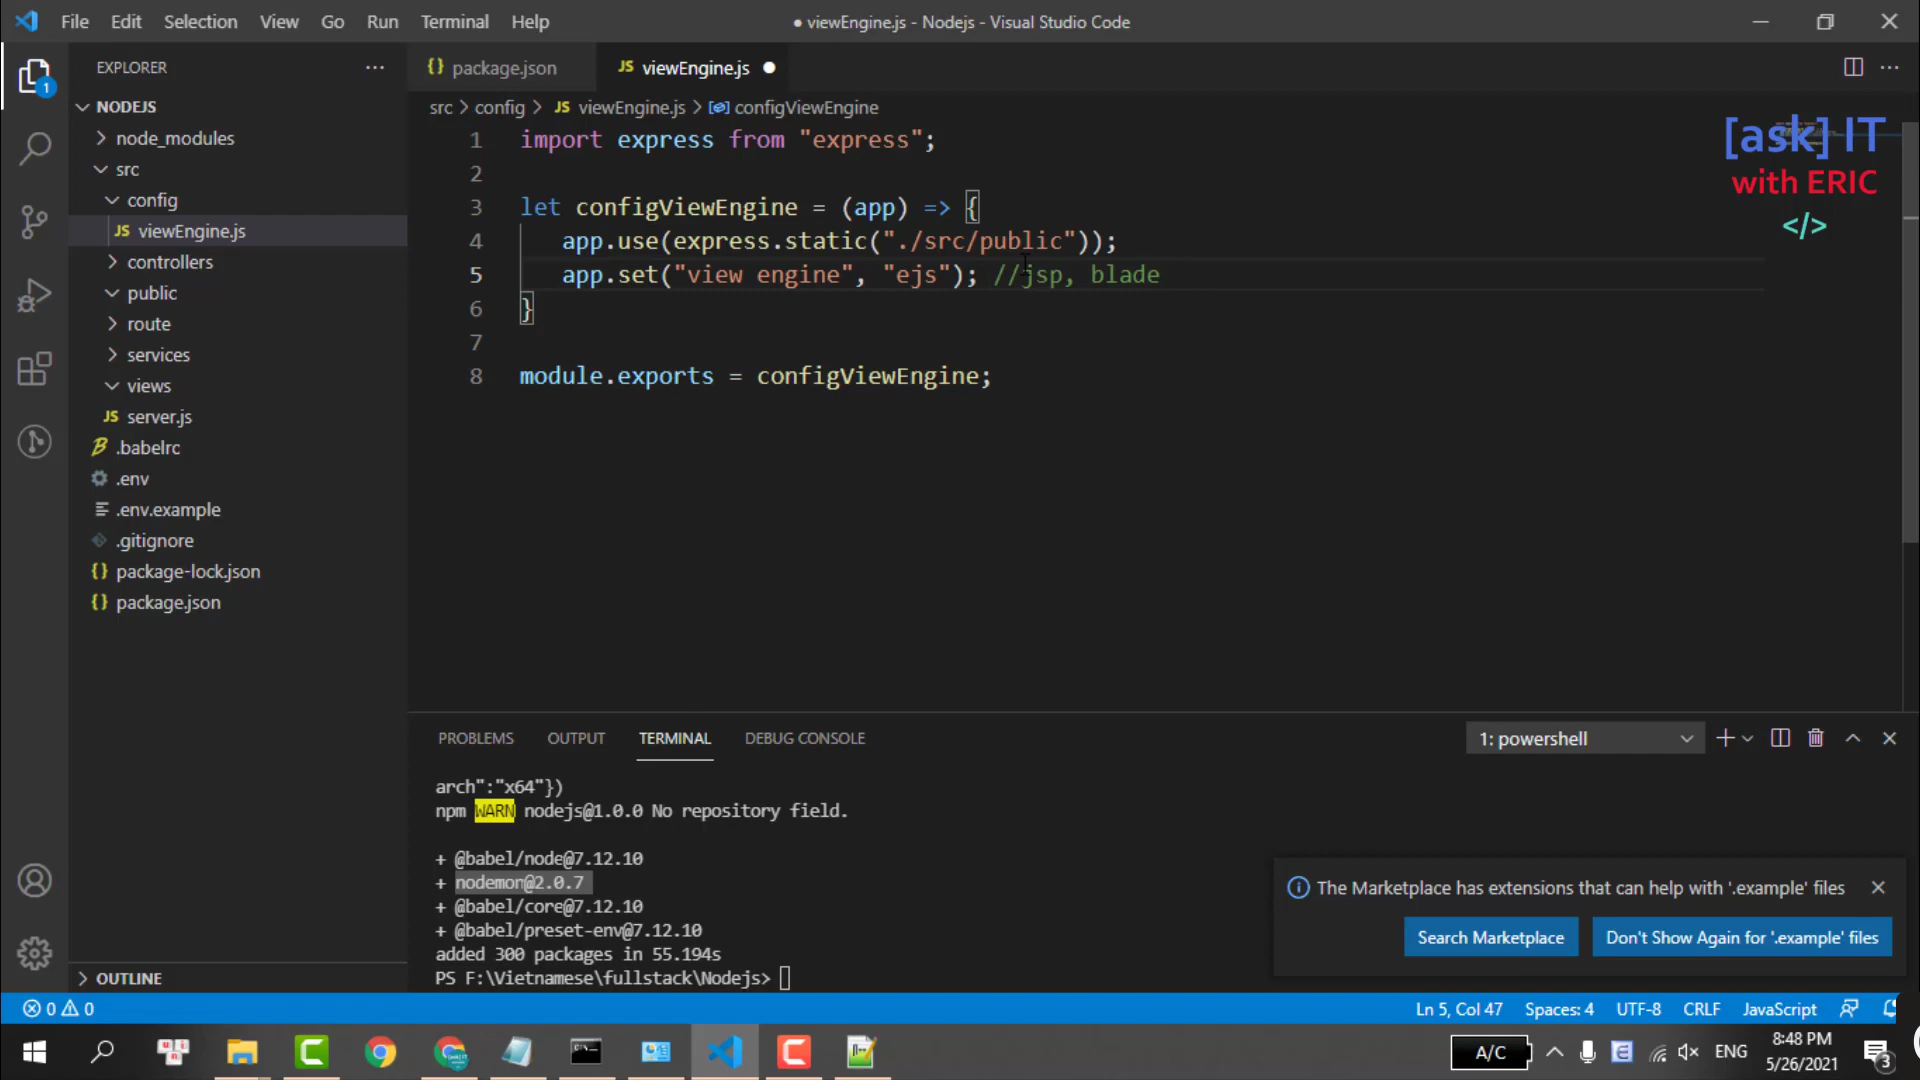 File Edit Selection View Go Run Terminal Help
● viewEngine.js - Nodejs - Visual Studio Code
EXPLORER
{} package.json
JS viewEngine.js
1
NODEJS
src > config > JS viewEngine.js > configViewEngine
node_modules
src
config
JS viewEngine.js
controllers
public
route
services
views
JS server.js
.babelrc
.env
.env.example
.gitignore
{} package-lock.json
{} package.json
OUTLINE
1 import express from "express";
2
3 let configViewEngine = (app) => {
4 app.use(express.static("./src/public"));
5 app.set("view engine", "ejs"); //jsp, blade
6 }
7
8 module.exports = configViewEngine;
[ask] IT
with ERIC
</>
PROBLEMS OUTPUT TERMINAL DEBUG CONSOLE
1: powershell
arch":"x64"})
npm WARN nodejs@1.0.0 No repository field.
+ @babel/node@7.12.10
+ nodemon@2.0.7
+ @babel/core@7.12.10
+ @babel/preset-env@7.12.10
added 300 packages in 55.194s
PS F:\Vietnamese\fullstack\Nodejs>
The Marketplace has extensions that can help with '.example' files
Search Marketplace
Don't Show Again for '.example' files
0 0
Ln 5, Col 47 Spaces: 4 UTF-8 CRLF JavaScript
A/C
ENG
8:48 PM
5/26/2021
3